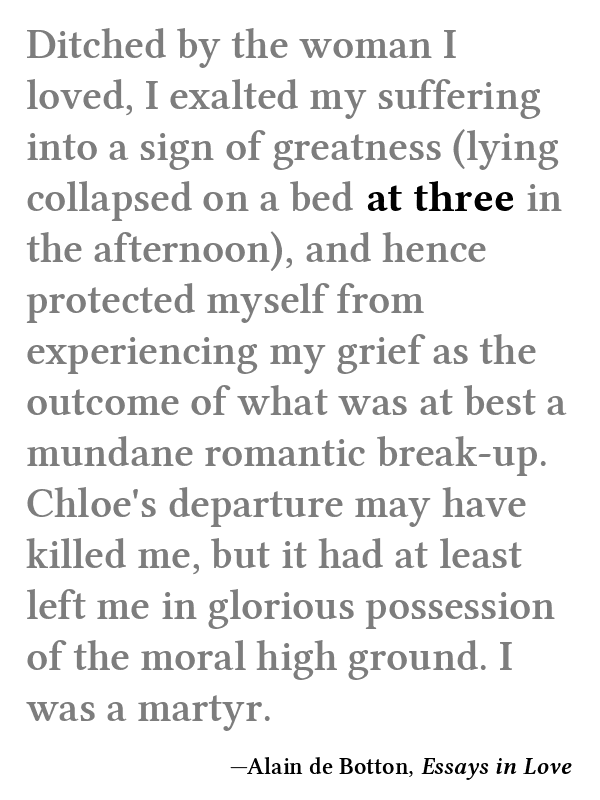 Ditched by the woman I
loved, I exalted my suffering
into a sign of greatness (lying
collapsed on a bed at three in
the afternoon), and hence
protected myself from
experiencing my grief as the
outcome of what was at best a
mundane romantic break-up.
Chloe's departure may have
killed me, but it had at least
left me in glorious possession
of the moral high ground. I
was a martyr.
—Alain de Botton, Essays in Love